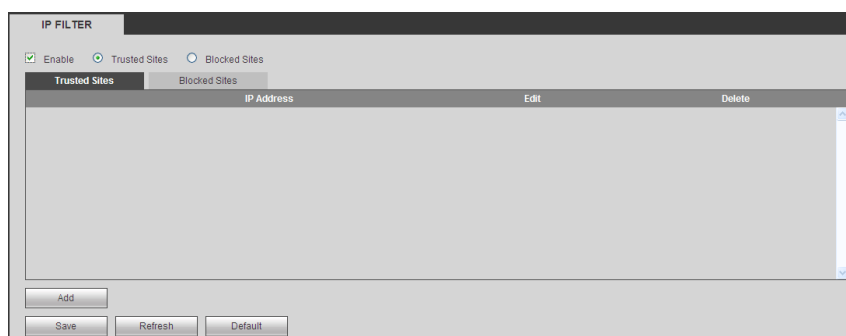 IP FILTER
Enable Trusted Sites Blocked Sites
Trusted Sites Blocked Sites
IP Address Edit Delete
Add
Save Refresh Default